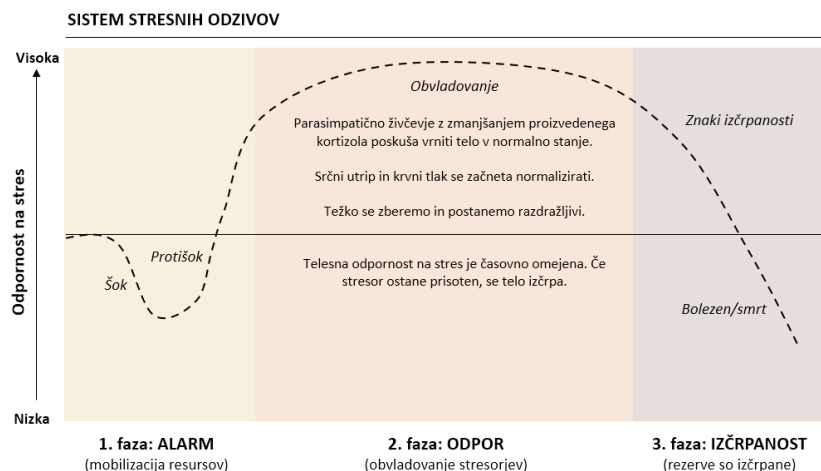 SISTEM STRESNIH ODZIVOV
Visoka
Odpornost na stres
Nizka
Šok
Protišok
Obvladovanje
Parasimpatično živčevje z zmanjšanjem proizvedenega
kortizola poskuša vrniti telo v normalno stanje.
Srčni utrip in krvni tlak se začneta normalizirati.
Težko se zberemo in postanemo razdražljivi.
Telesna odpornost na stres je časovno omejena. Če
stresor ostane prisoten, se telo izčrpa.
Znaki izčrpanosti
Bolezen/smrt
1. faza: ALARM
(mobilizacija resursov)
2. faza: ODPOR
(obvladovanje stresorjev)
3. faza: IZČRPANOST
(rezerve so izčrpane)